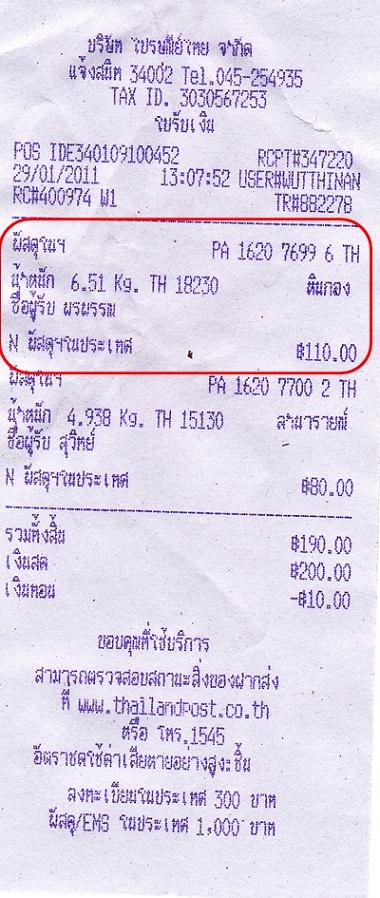 บริษัท ไปรษณีย์ไทย จำกัด
แจ้งสนิท 34002 Tel.045-254935
TAX ID. 3030567253
ใบรับเงิน
POS IDE340109100452 RCPT#347220
29/01/2011 13:07:52 USER#WUTTHINAN
RC#400974 W1 TR#882278
พัสดุในฯ PA 1620 7699 6 TH
น้ำหนัก 6.51 Kg. TH 18230 หินกอง
ชื่อผู้รับ
N พัสดุฯในประเทศ ฿110.00
พัสดุในฯ PA 1620 7700 2 TH
น้ำหนัก 4.938 Kg. TH 15130 ลำนารายณ์
ชื่อผู้รับ สุวิทย์
N พัสดุฯในประเทศ ฿80.00
รวมทั้งสิ้น ฿190.00
เงินสด ฿200.00
เงินทอน -฿10.00
ขอบคุณที่ใช้บริการ
สามารถตรวจสอบสถานะสิ่งของฝากส่ง
ที่ www.thailandpost.co.th
หรือ โทร.1545
อัตราชดใช้ค่าเสียหายอย่างสูง:ชิ้น
ลงทะเบียนในประเทศ 300 บาท
พัสดุ/EMS ในประเทศ 1,000 บาท